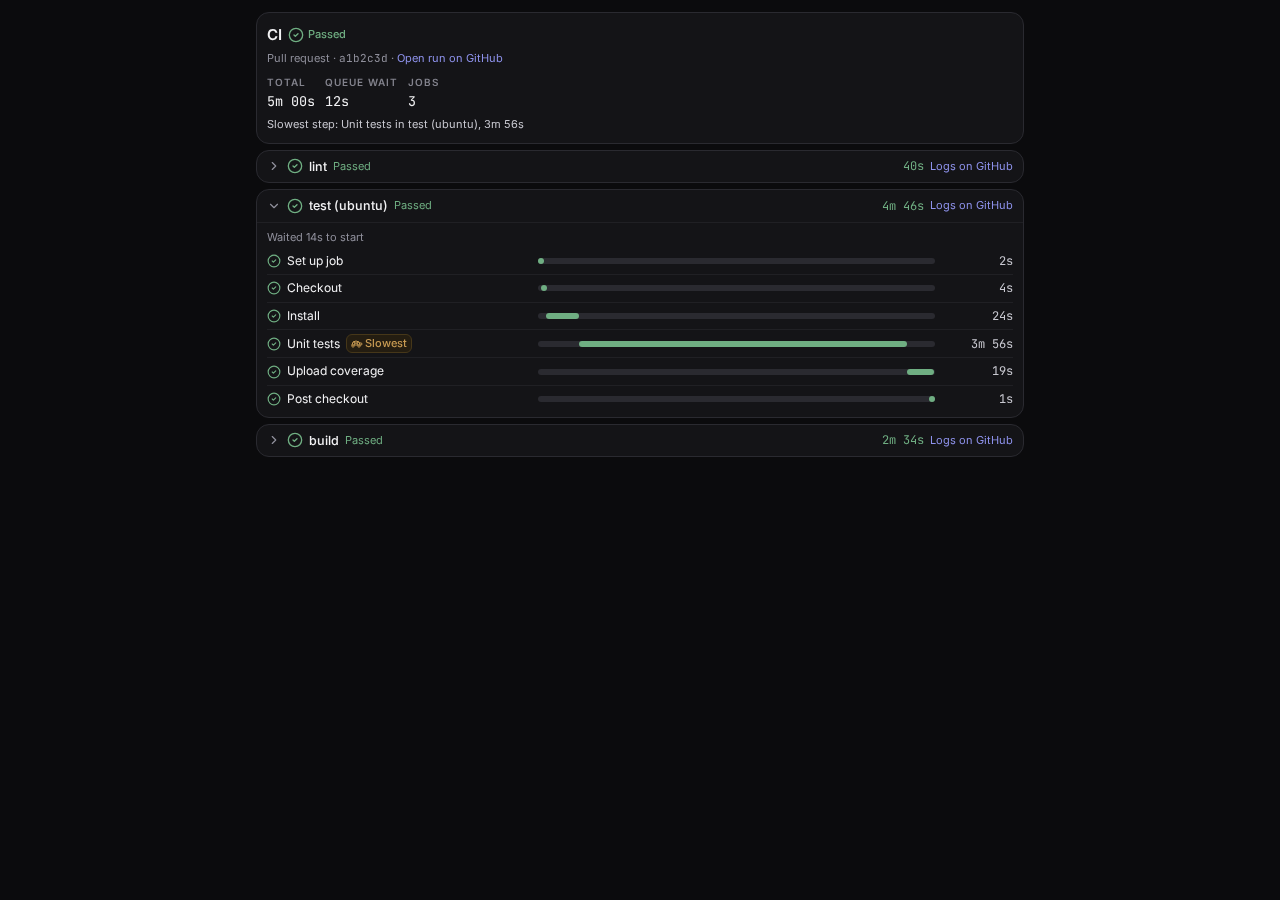 CI Passed
Pull request · a1b2c3d · Open run on GitHub
TOTAL QUEUE WAIT JOBS
5m 00s 12s 3
Slowest step: Unit tests in test (ubuntu), 3m 56s
lint Passed 40s Logs on GitHub
test (ubuntu) Passed 4m 46s Logs on GitHub
Waited 14s to start
Set up job 2s
Checkout 4s
Install 24s
Unit tests Slowest 3m 56s
Upload coverage 19s
Post checkout 1s
build Passed 2m 34s Logs on GitHub